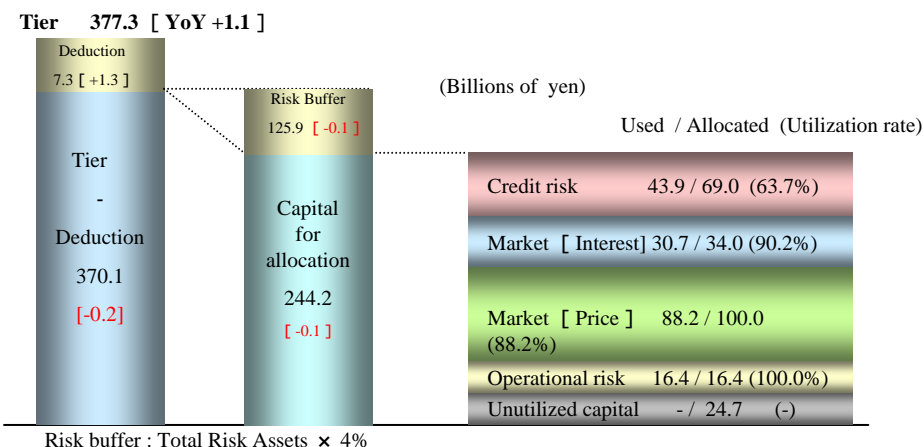 Tier 377.3 [ YoY +1.1 ]
Deduction
7.3 [ +1.3 ]
Tier
-
Deduction
370.1
[-0.2]
Risk Buffer
125.9 [ -0.1 ]
Capital
for
allocation
244.2
[ -0.1 ]
(Billions of yen)
Used / Allocated (Utilization rate)
Credit risk 43.9 / 69.0 (63.7%)
Market [ Interest] 30.7 / 34.0 (90.2%)
Market [ Price ] 88.2 / 100.0
(88.2%)
Operational risk 16.4 / 16.4 (100.0%)
Unutilized capital - / 24.7 (-)
Risk buffer : Total Risk Assets × 4%